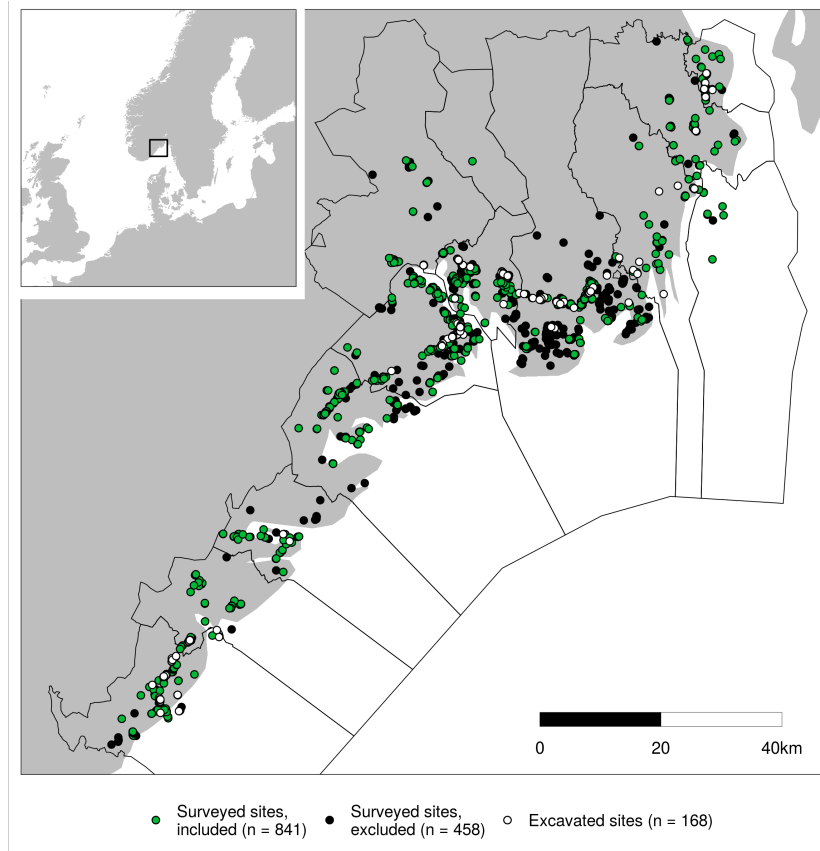 0 20 40km
Surveyed sites,
included (n = 841)
Surveyed sites,
excluded (n = 458)
Excavated sites (n = 168)